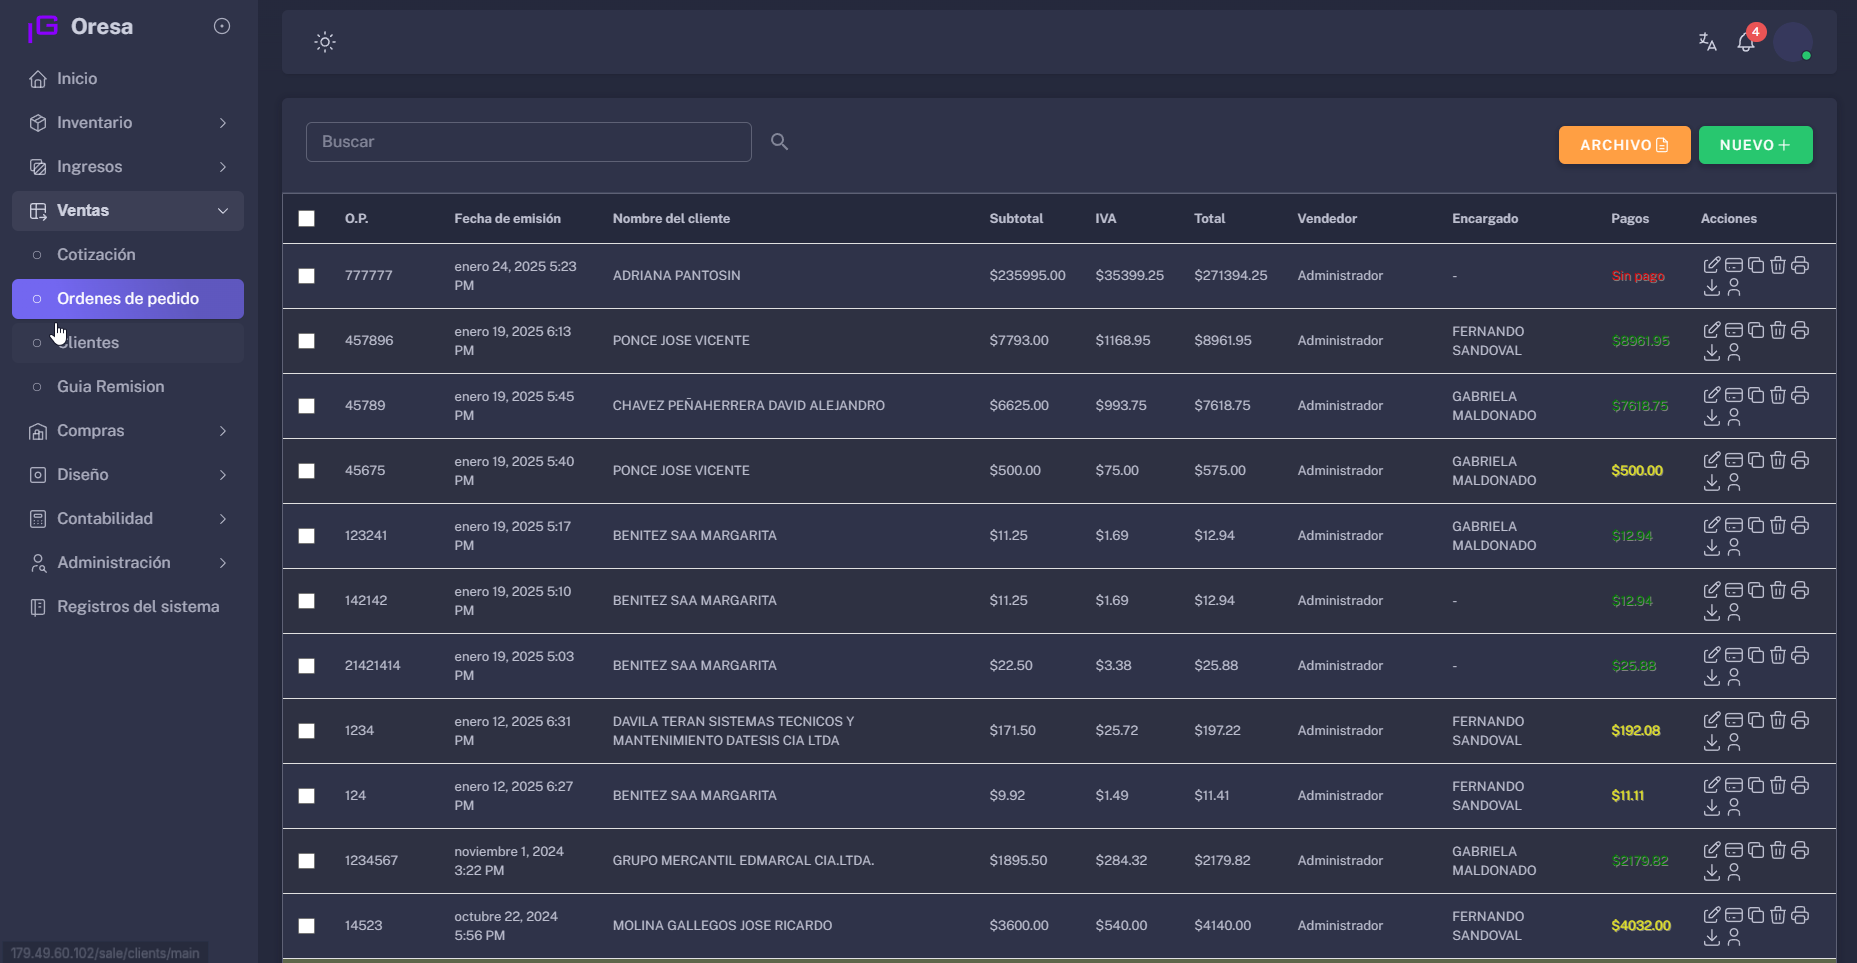 Oresa
Inicio
Inventario
Ingresos
Ventas
Cotización
Ordenes de pedido
Clientes
Guia Remision
Compras
Diseño
Contabilidad
Administración
Registros del sistema
179.49.60.102/sale/clients/main
4
Buscar
ARCHIVO
NUEVO
O.P. Fecha de emisión Nombre del cliente Subtotal IVA Total Vendedor Encargado Pagos Acciones
777777 enero 24, 2025 5:23 PM ADRIANA PANTOSIN $235995.00 $35399.25 $271394.25 Administrador - Sin pago
457896 enero 19, 2025 6:13 PM PONCE JOSE VICENTE $7793.00 $1168.95 $8961.95 Administrador FERNANDO SANDOVAL $8961.95
45789 enero 19, 2025 5:45 PM CHAVEZ PEÑAHERRERA DAVID ALEJANDRO $6625.00 $993.75 $7618.75 Administrador GABRIELA MALDONADO $7618.75
45675 enero 19, 2025 5:40 PM PONCE JOSE VICENTE $500.00 $75.00 $575.00 Administrador GABRIELA MALDONADO $500.00
123241 enero 19, 2025 5:17 PM BENITEZ SAA MARGARITA $11.25 $1.69 $12.94 Administrador GABRIELA MALDONADO $12.94
142142 enero 19, 2025 5:10 PM BENITEZ SAA MARGARITA $11.25 $1.69 $12.94 Administrador - $12.94
21421414 enero 19, 2025 5:03 PM BENITEZ SAA MARGARITA $22.50 $3.38 $25.88 Administrador - $25.88
1234 enero 12, 2025 6:31 PM DAVILA TERAN SISTEMAS TECNICOS Y MANTENIMIENTO DATESIS CIA LTDA $171.50 $25.72 $197.22 Administrador FERNANDO SANDOVAL $192.08
124 enero 12, 2025 6:27 PM BENITEZ SAA MARGARITA $9.92 $1.49 $11.41 Administrador FERNANDO SANDOVAL $11.11
1234567 noviembre 1, 2024 3:22 PM GRUPO MERCANTIL EDMARCAL CIA.LTDA. $1895.50 $284.32 $2179.82 Administrador GABRIELA MALDONADO $2179.82
14523 octubre 22, 2024 5:56 PM MOLINA GALLEGOS JOSE RICARDO $3600.00 $540.00 $4140.00 Administrador FERNANDO SANDOVAL $4032.00